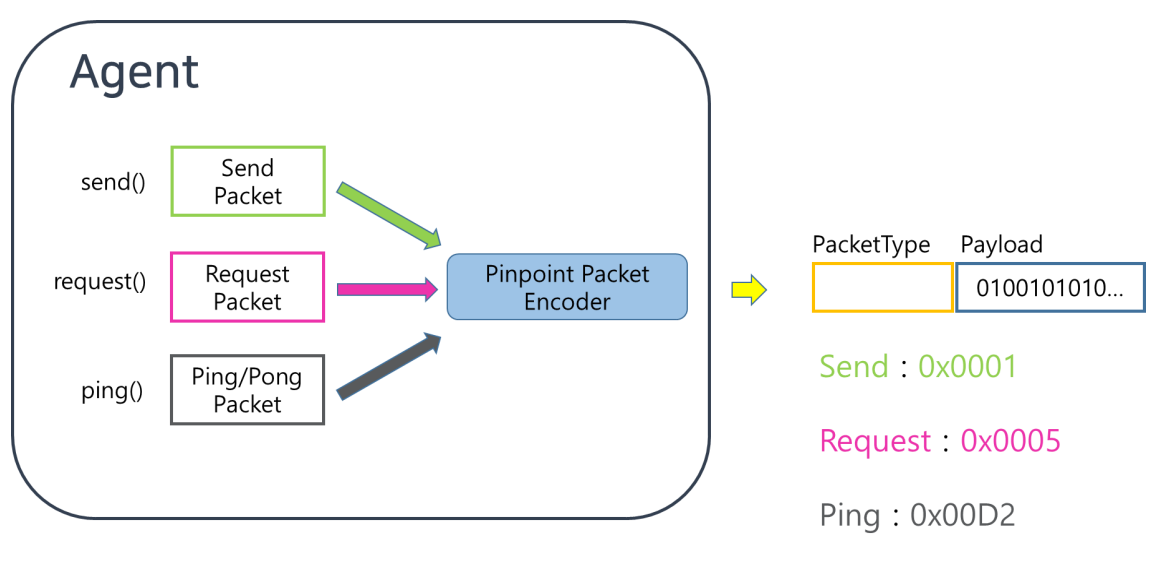 Agent
send()
Send
Packet
request()
Request
Packet
ping()
Ping/Pong
Packet
Pinpoint Packet
Encoder
PacketType
Payload
0100101010...
Send : 0x0001
Request : 0x0005
Ping : 0x00D2